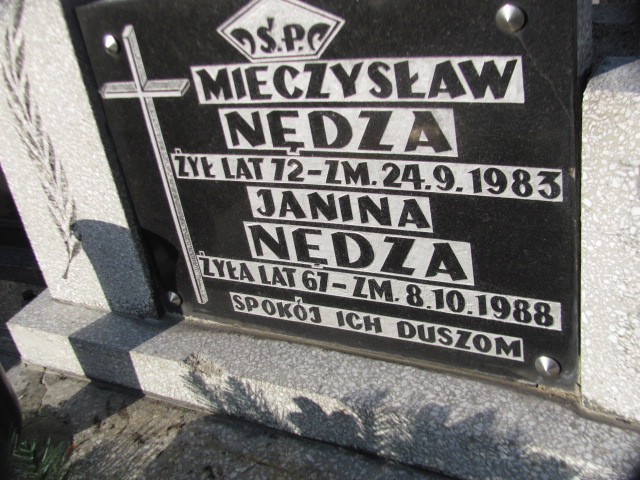 Ś.P.
MIECZYSŁAW
NĘDZA
ŻYŁ LAT 72-ZM. 24.9.1983
JANINA
NĘDZA
ŻYŁA LAT 67-ZM. 8.10.1988
SPOKÓJ ICH DUSZOM